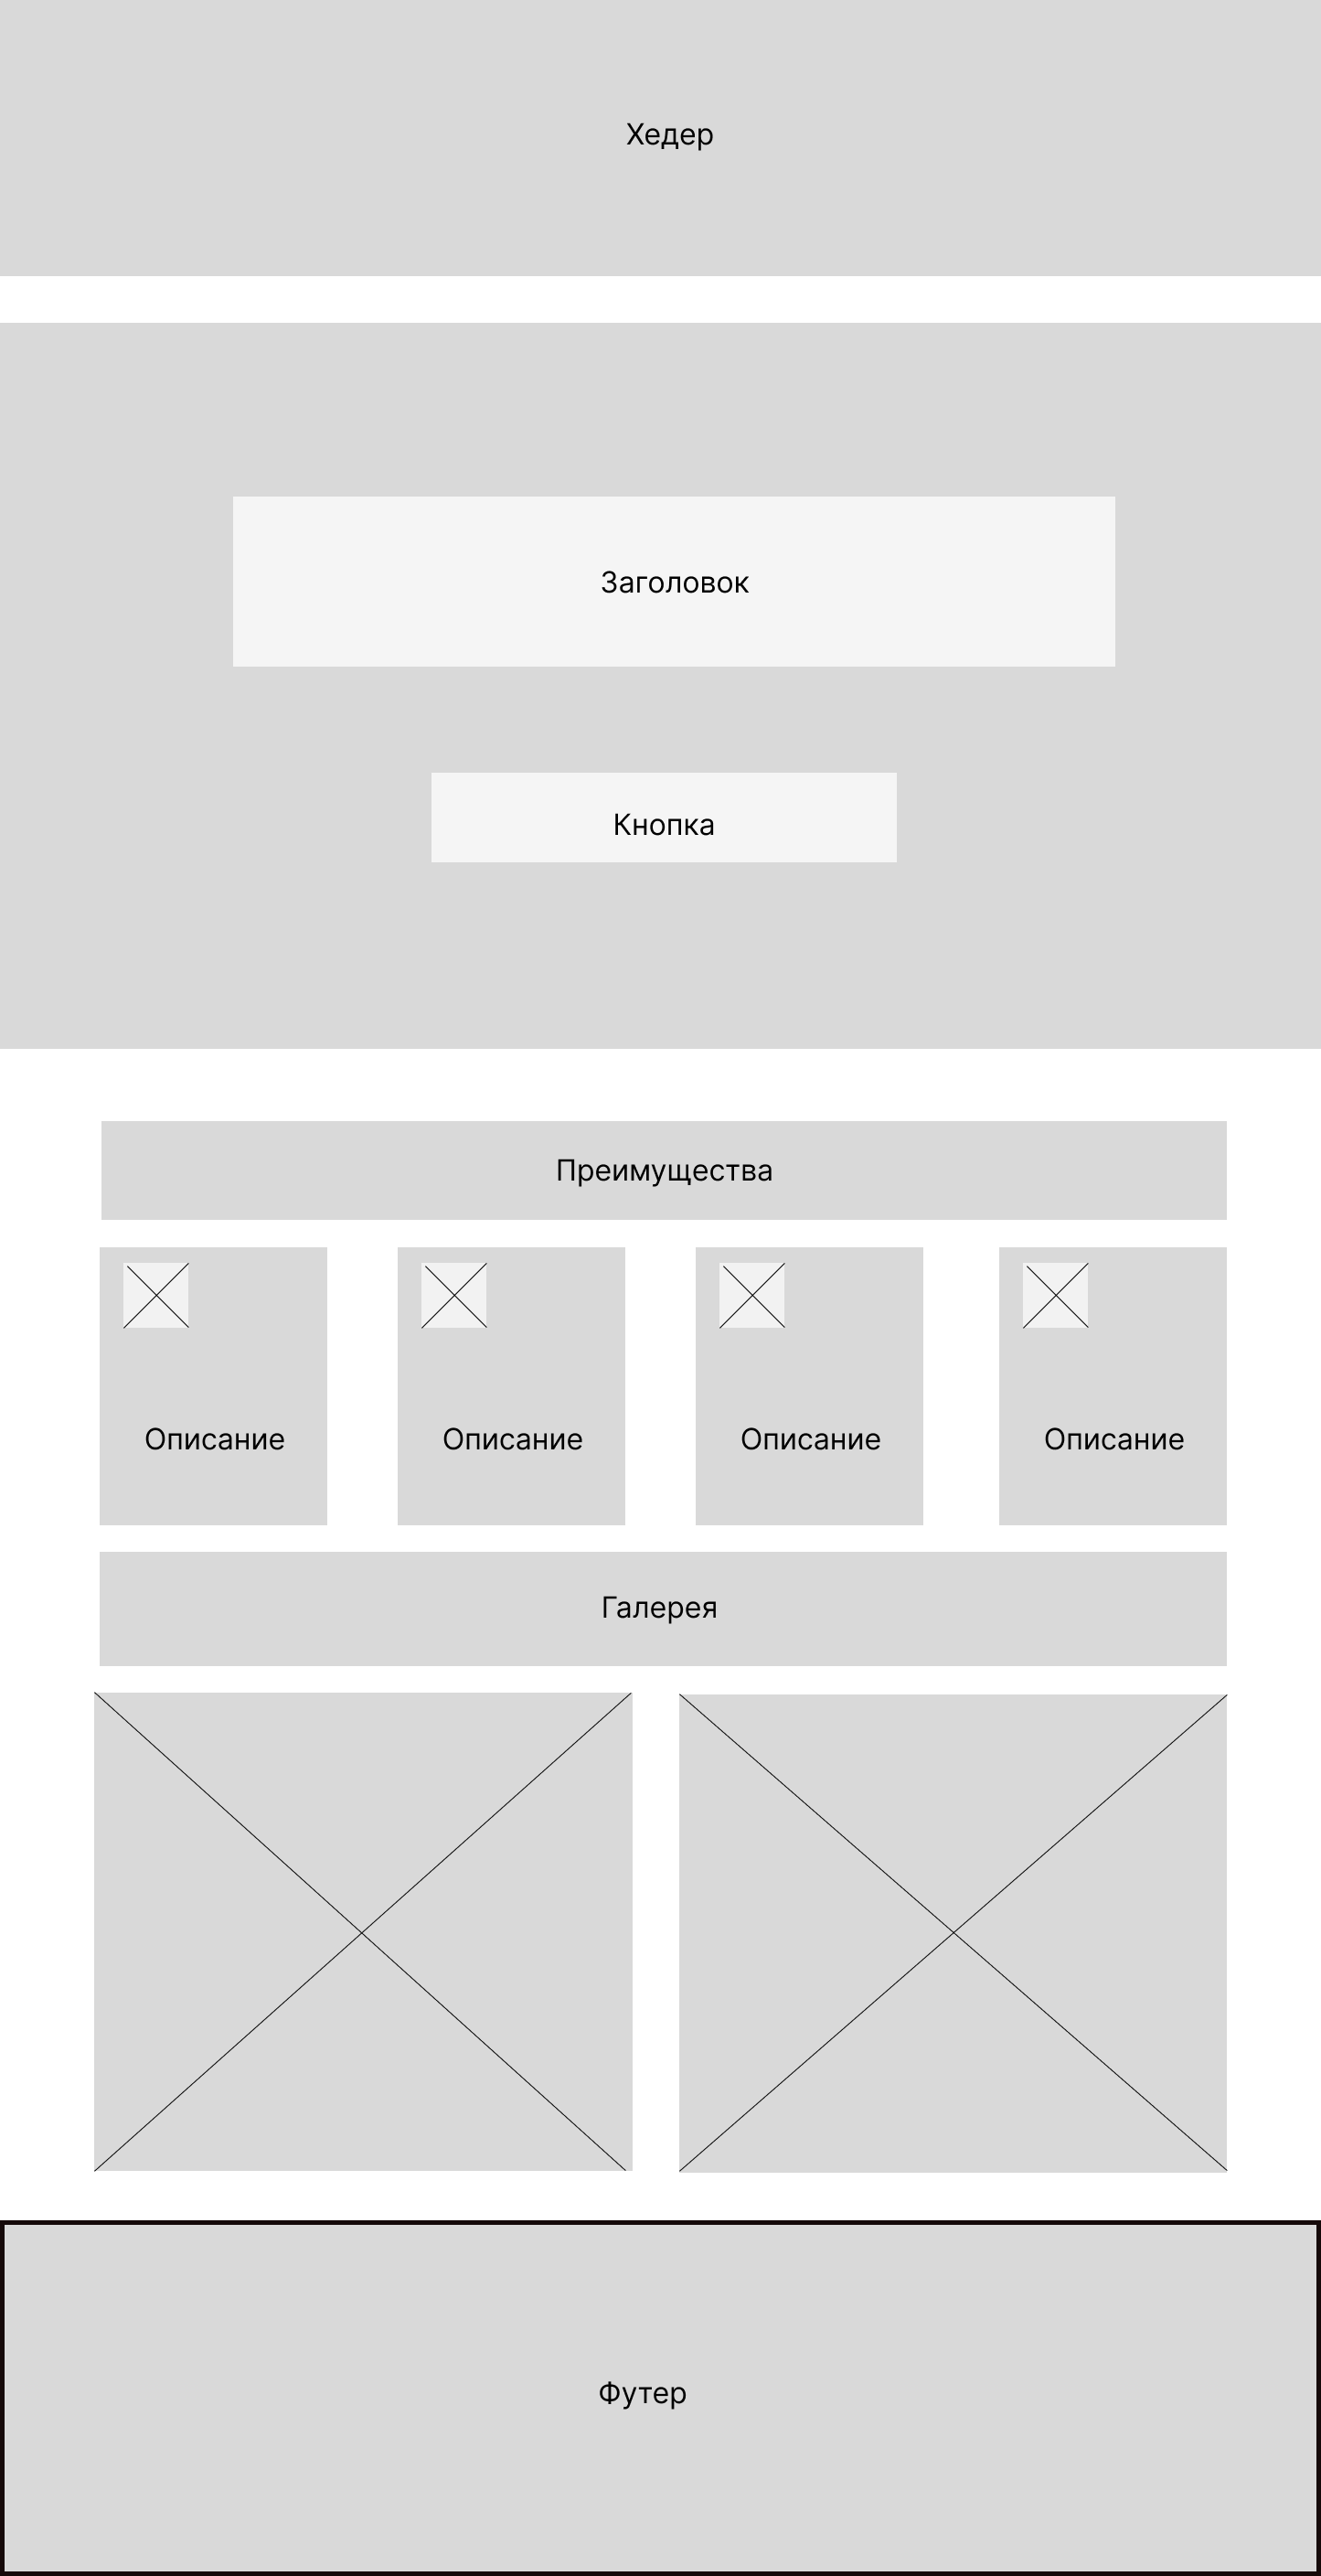 Хедер
Заголовок
Кнопка
Преимущества
Описание
Описание
Описание
Описание
Галерея
Футер